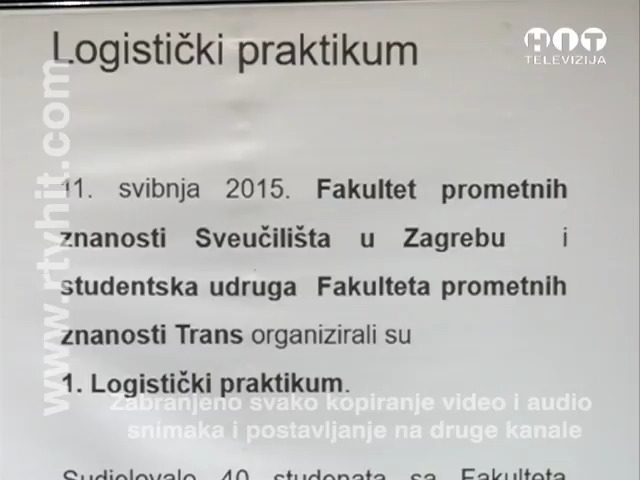 Logistički praktikum
HIT
TELEVIZIJA
www.rtvhit.com
11. svibnja 2015. Fakultet prometnih
znanosti Sveučilišta u Zagrebu i
studentska udruga Fakulteta prometnih
znanosti Trans organizirali su
1. Logistički praktikum.
Zabranjeno svako kopiranje video i audio
snimaka i postavljanje na druge kanale
Sudjelovalo 40 studenata sa Fakulteta